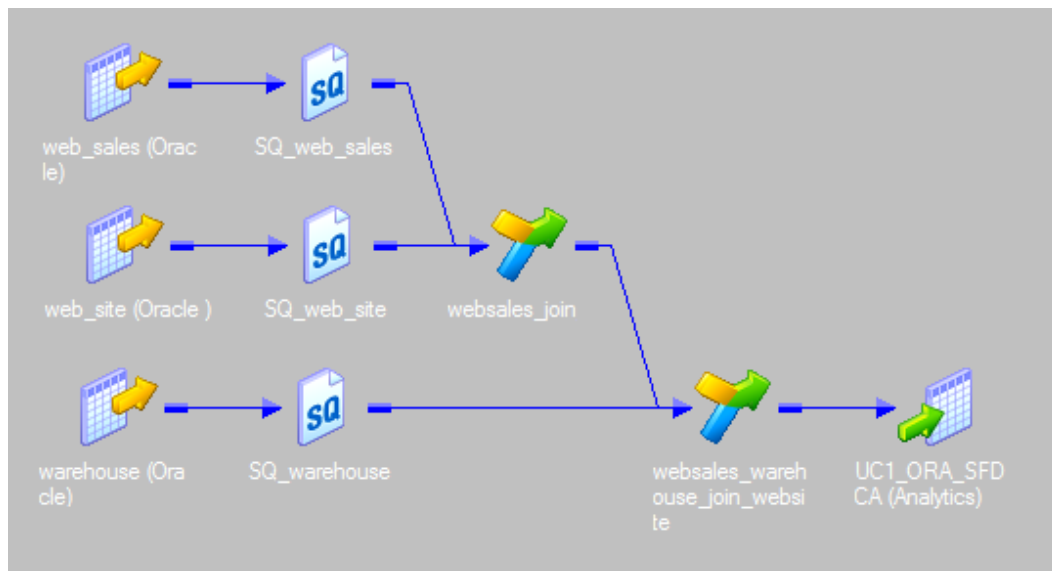 SQ
web_sales (Orac
le)
SQ_web_sales
SQ
web_site (Oracle )
SQ_web_site
websales_join
SQ
warehouse (Ora
cle)
SQ_warehouse
websales_wareh
ouse_join_websi
te
UC1_ORA_SFD
CA (Analytics)